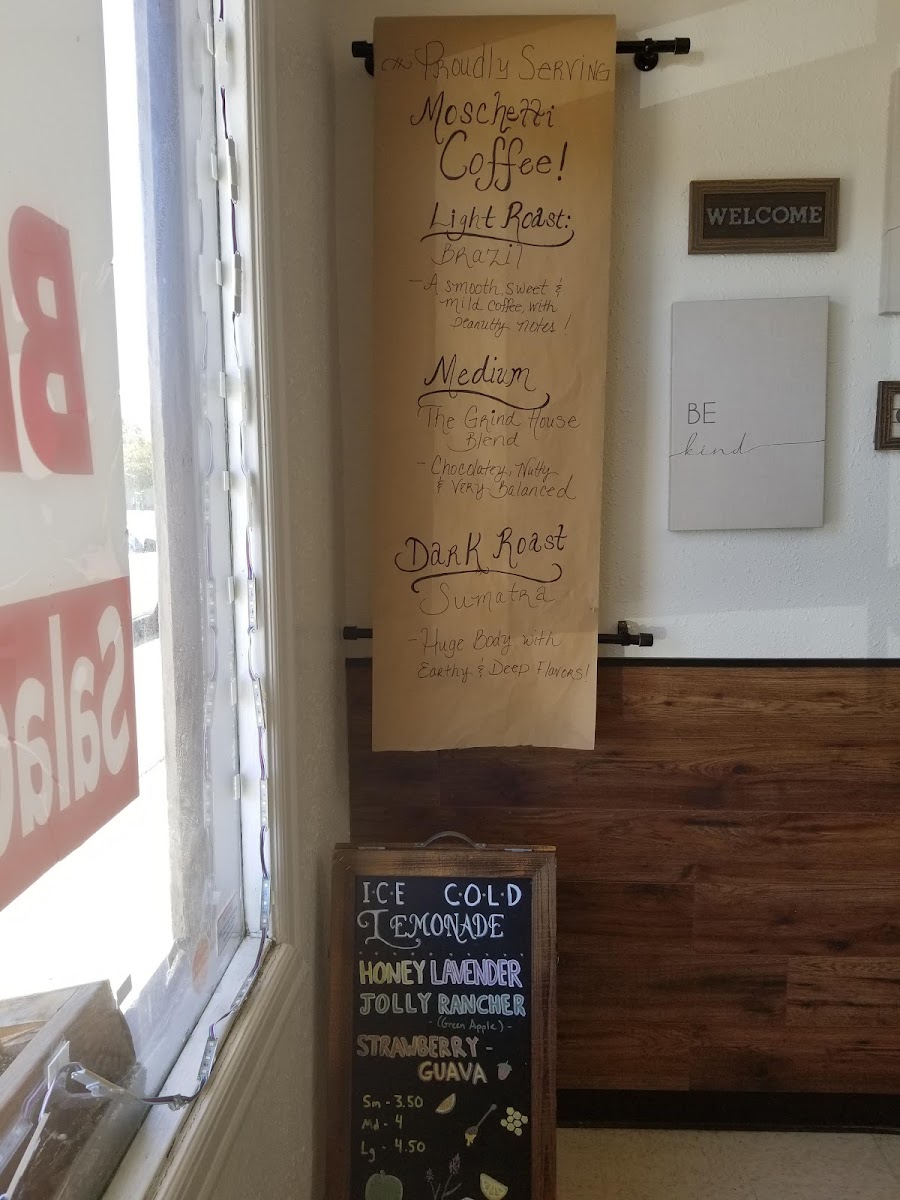 Proudly Serving
Moschetti
Coffee!
Light Roast:
Brazil
- A smooth, sweet &
mild coffee, with
peanutty notes!
Medium
The Grind House
Blend
- Chocolatey, Nutty
& Very Balanced
Dark Roast
Sumatra
- Huge Body with
Earthy & Deep Flavors!
WELCOME
BE
kind
B
Sala
ICE COLD
LEMONADE
HONEY LAVENDER
JOLLY RANCHER
- (Green Apple) -
STRAWBERRY -
GUAVA
Sm - 3.50
Md - 4
Lg - 4.50